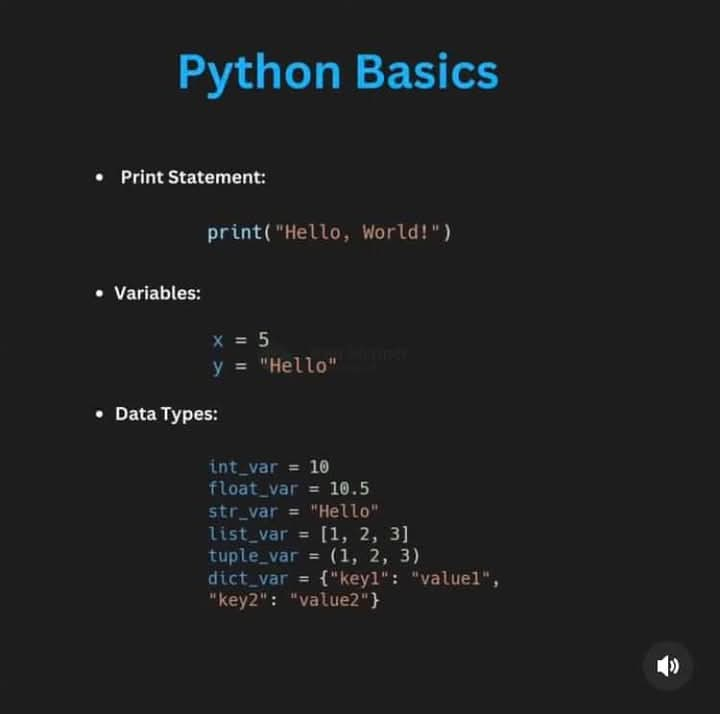 Python Basics
• Print Statement:
print("Hello, World!")
• Variables:
x = 5
y = "Hello"
• Data Types:
int_var = 10
float_var = 10.5
str_var = "Hello"
list_var = [1, 2, 3]
tuple_var = (1, 2, 3)
dict_var = {"key1": "value1",
"key2": "value2"}